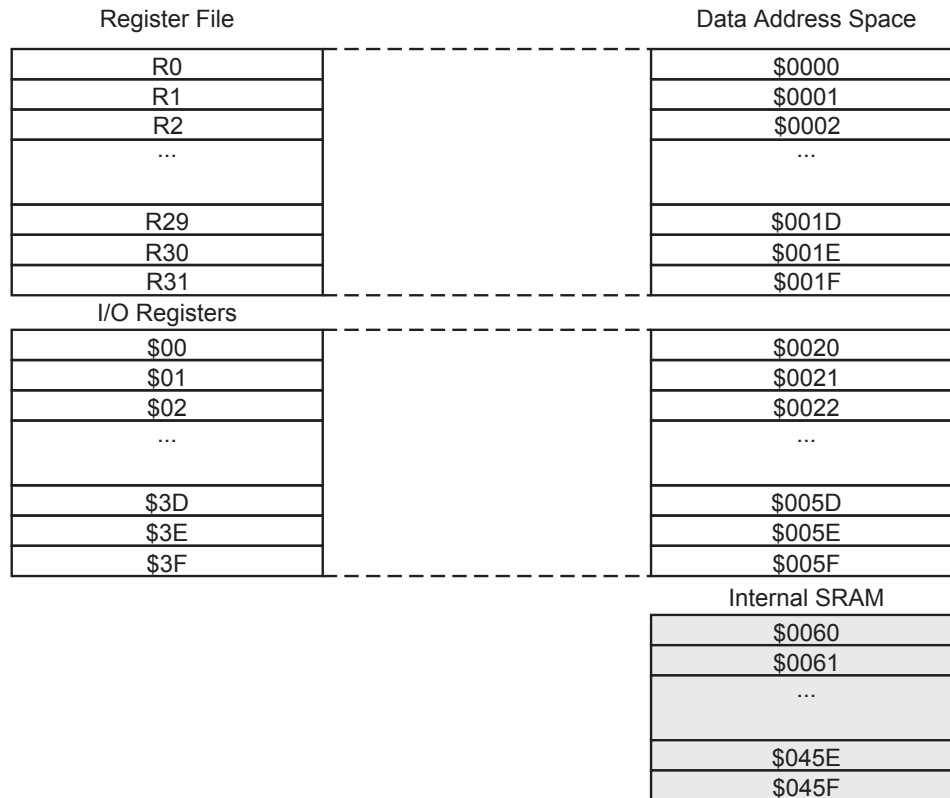 Register File Data Address Space
R0 $0000
R1 $0001
R2 $0002
... ...
R29 $001D
R30 $001E
R31 $001F
I/O Registers
$00 $0020
$01 $0021
$02 $0022
... ...
$3D $005D
$3E $005E
$3F $005F
Internal SRAM
$0060
$0061
...
$045E
$045F